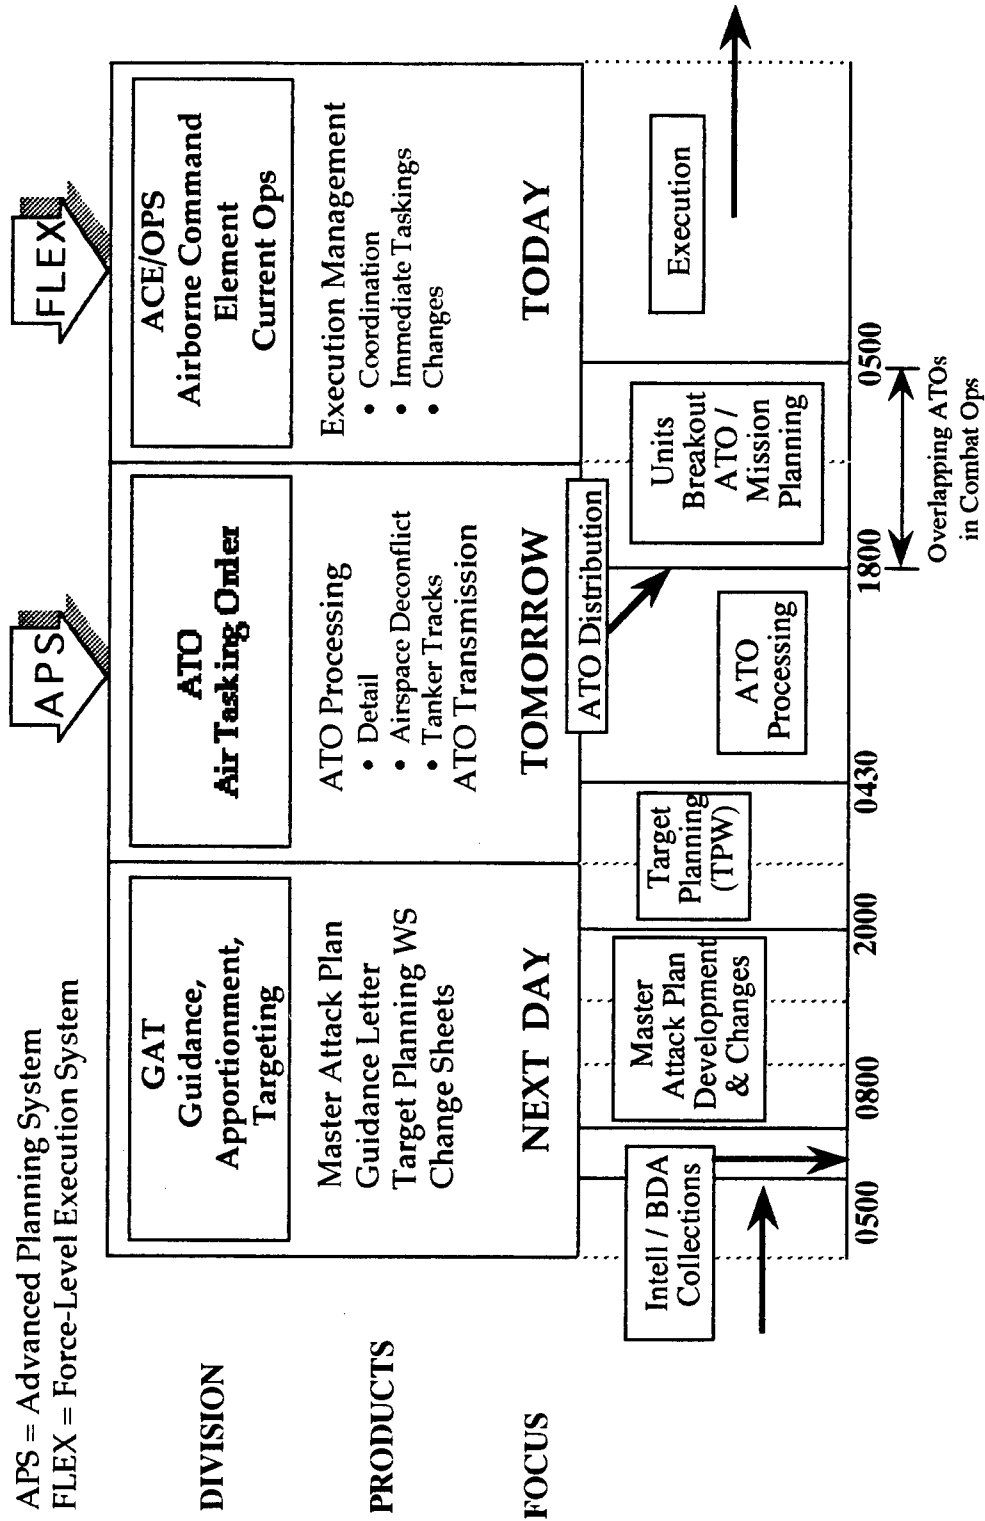 APS = Advanced Planning System
FLEX = Force-Level Execution System
APS
FLEX
DIVISION
GAT
Guidance,
Apportionment,
Targeting
ATO
Air Tasking Order
ACE/OPS
Airborne Command
Element
Current Ops
PRODUCTS
Master Attack Plan
Guidance Letter
Target Planning WS
Change Sheets
ATO Processing
• Detail
• Airspace Deconflict
• Tanker Tracks
ATO Transmission
Execution Management
• Coordination
• Immediate Taskings
• Changes
FOCUS
NEXT DAY
TOMORROW
TODAY
Intell / BDA
Collections
Master
Attack Plan
Development
& Changes
Target
Planning
(TPW)
ATO
Processing
ATO Distribution
Units
Breakout
ATO /
Mission
Planning
Execution
0500
0800
2000
0430
1800
0500
Overlapping ATOs
in Combat Ops